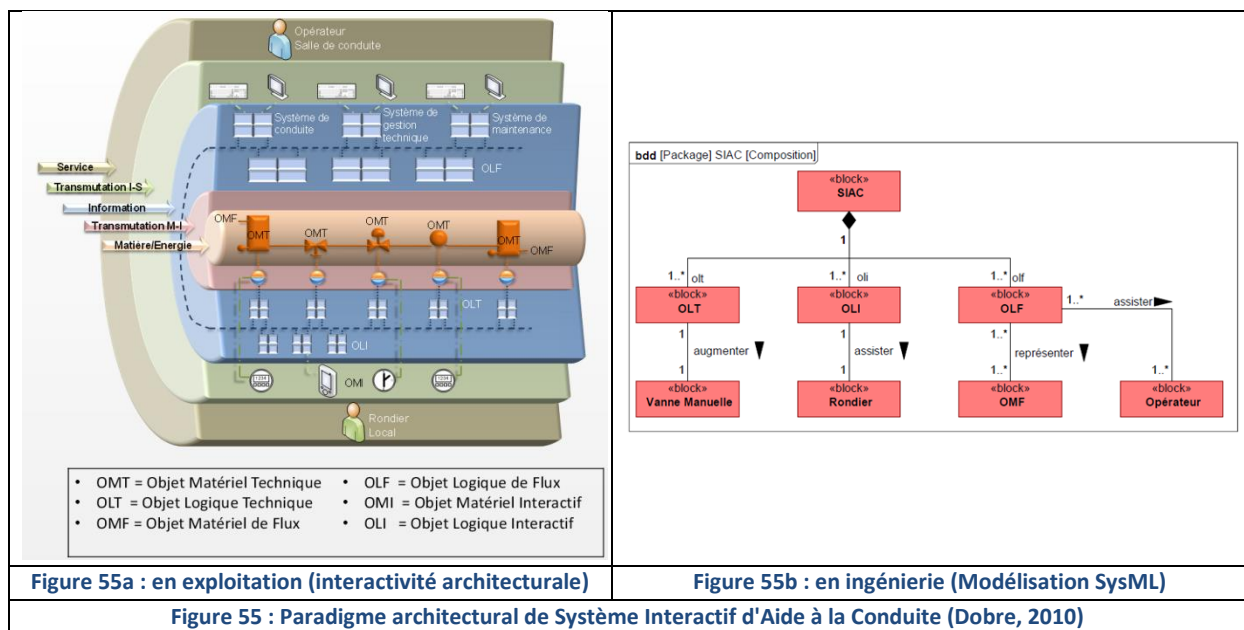 Opérateur
Salle de conduite
Système de
conduite
Système de
gestion
technique
Système de
maintenance
OLF
Service
Transmutation I-S
Information
Transmutation M-I
Matière/Energie
OMF
OMT
OMT
OMT
OMT
OMT
OMF
OLT
OLI
OMI
Rondier
Local
• OMT = Objet Matériel Technique
• OLT = Objet Logique Technique
• OMF = Objet Matériel de Flux
• OLF = Objet Logique de Flux
• OMI = Objet Matériel Interactif
• OLI = Objet Logique Interactif
bdd [Package] SIAC [Composition]
«block»
SIAC
1
1..* olt
1..* oli
1..* olf
«block»
OLT
«block»
OLI
«block»
OLF
1..* assister
1 augmenter 1
1 assister 1
1..* représenter 1..*
1..*
«block»
Vanne Manuelle
«block»
Rondier
«block»
OMF
«block»
Opérateur
Figure 55a : en exploitation (interactivité architecturale)
Figure 55b : en ingénierie (Modélisation SysML)
Figure 55 : Paradigme architectural de Système Interactif d'Aide à la Conduite (Dobre, 2010)